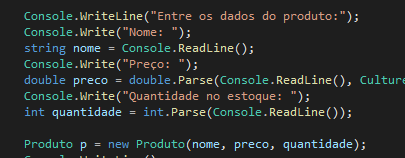 Console.WriteLine("Entre os dados do produto:");
Console.Write("Nome: ");
string nome = Console.ReadLine();
Console.Write("Preço: ");
double preco = double.Parse(Console.ReadLine(), Culture
Console.Write("Quantidade no estoque: ");
int quantidade = int.Parse(Console.ReadLine());
Produto p = new Produto(nome, preco, quantidade);